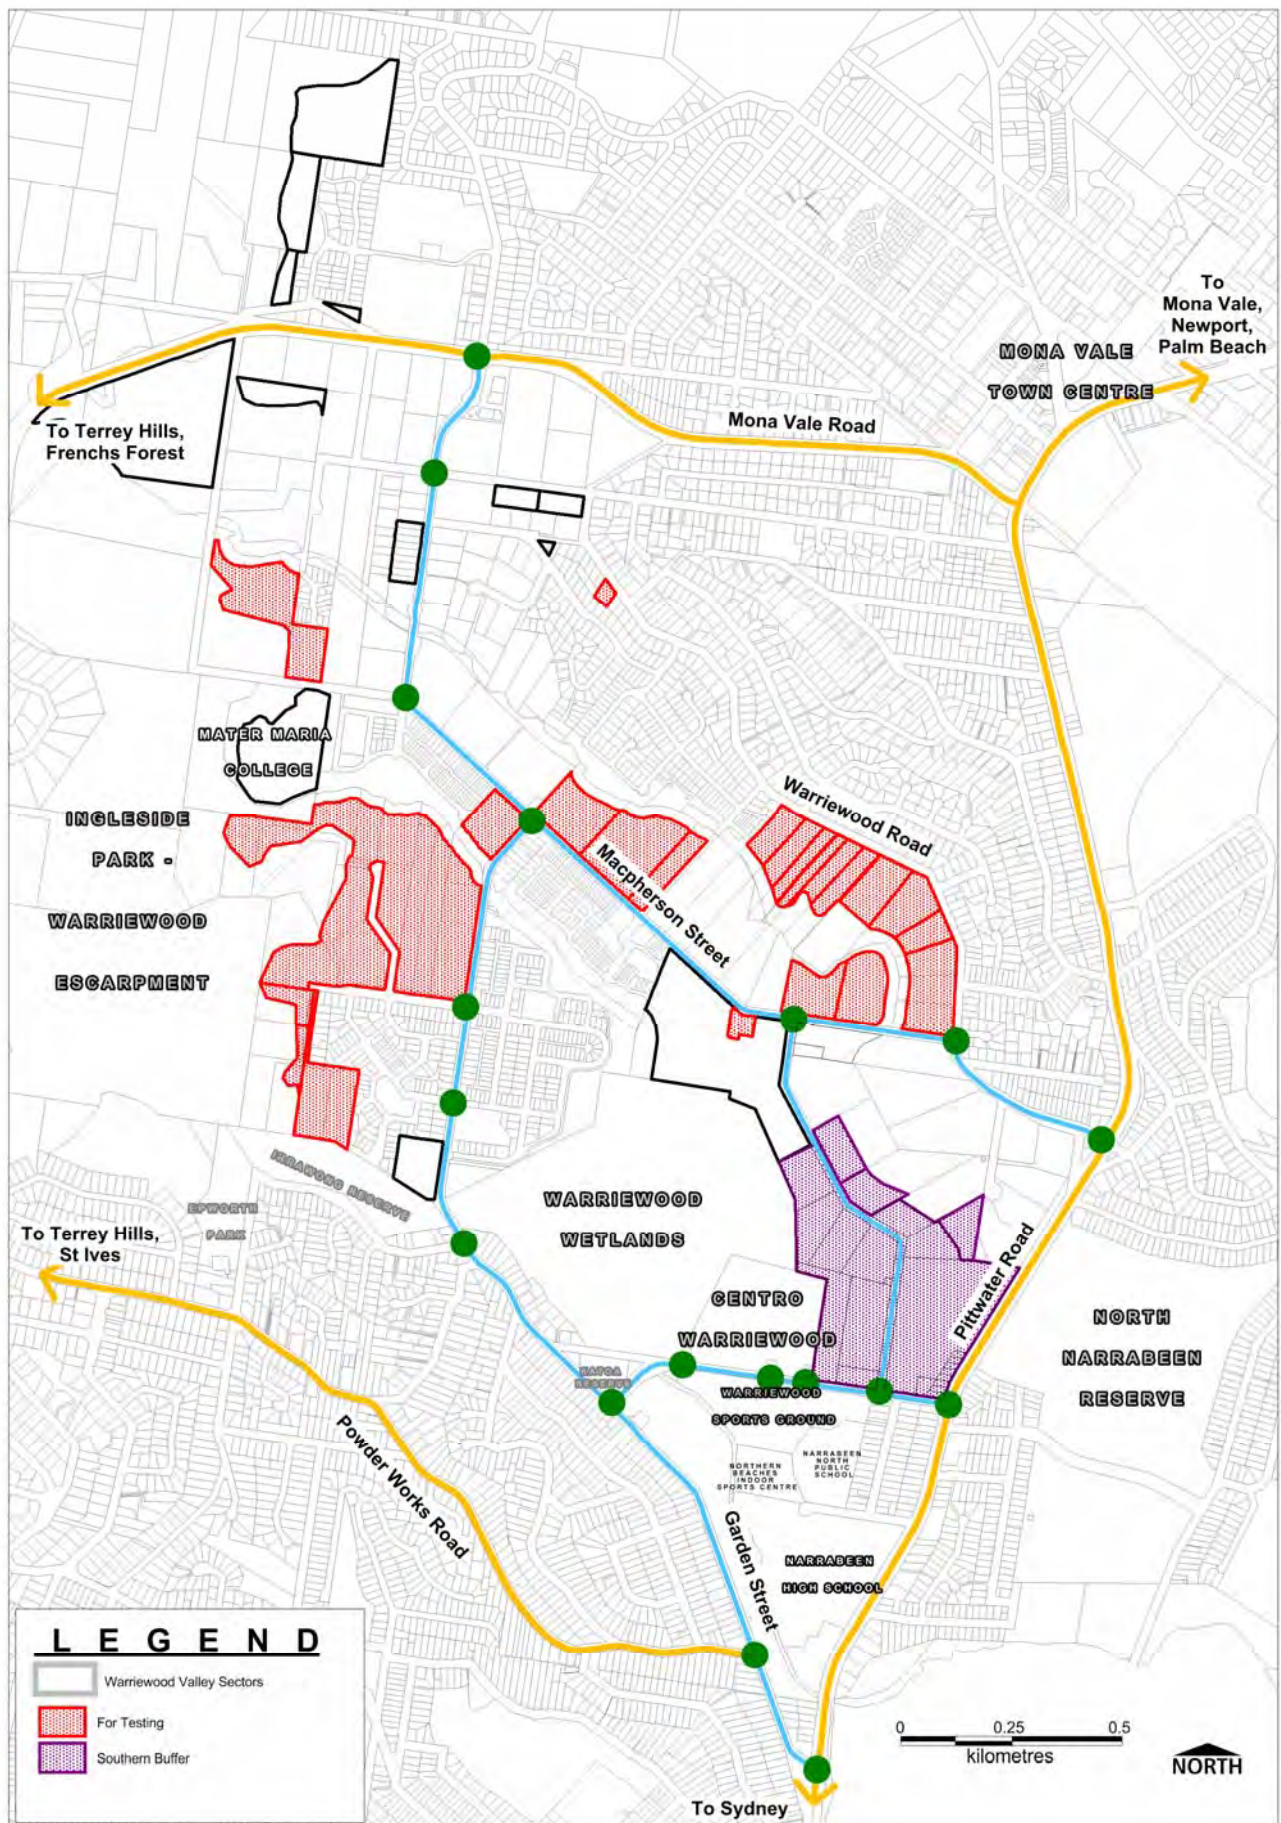 To
Mona Vale,
Newport,
Palm Beach
MONA VALE
TOWN CENTRE
Mona Vale Road
To Terrey Hills,
Frenchs Forest
MATER MARIA
COLLEGE
Warriewood Road
INGLESIDE
PARK -
WARRIEWOOD
ESCARPMENT
Macpherson Street
IRRAWONG RESERVE
EPWORTH
PARK
WARRIEWOOD
WETLANDS
To Terrey Hills,
St Ives
CENTRO
WARRIEWOOD
Pittwater Road
NORTH
NARRABEEN
RESERVE
KATOA
RESERVE
WARRIEWOOD
SPORTS GROUND
NARRABEEN
NORTH
PUBLIC
SCHOOL
NORTHERN
BEACHES
INDOOR
SPORTS CENTRE
Powder Works Road
Garden Street
NARRABEEN
HIGH SCHOOL
LEGEND
Warriewood Valley Sectors
For Testing
Southern Buffer
0 0.25 0.5
kilometres
NORTH
To Sydney